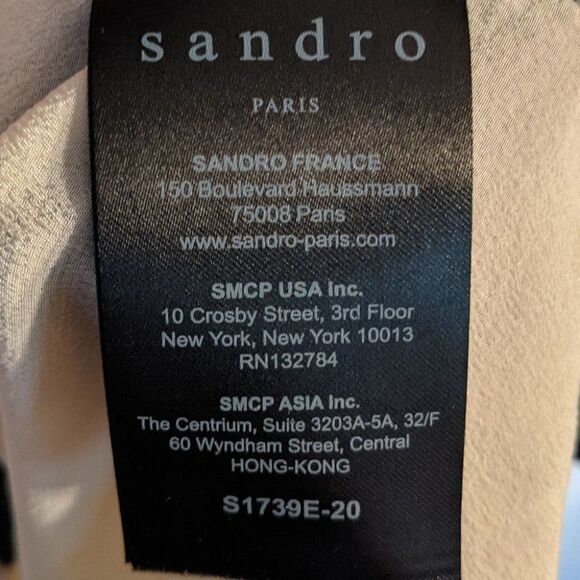 sandro
PARIS
SANDRO FRANCE
150 Boulevard Haussmann
75008 Paris
www.sandro-paris.com
SMCP USA Inc.
10 Crosby Street, 3rd Floor
New York, New York 10013
RN132784
SMCP ASIA Inc.
The Centrium, Suite 3203A-5A, 32/F
60 Wyndham Street, Central
HONG-KONG
S1739E-20